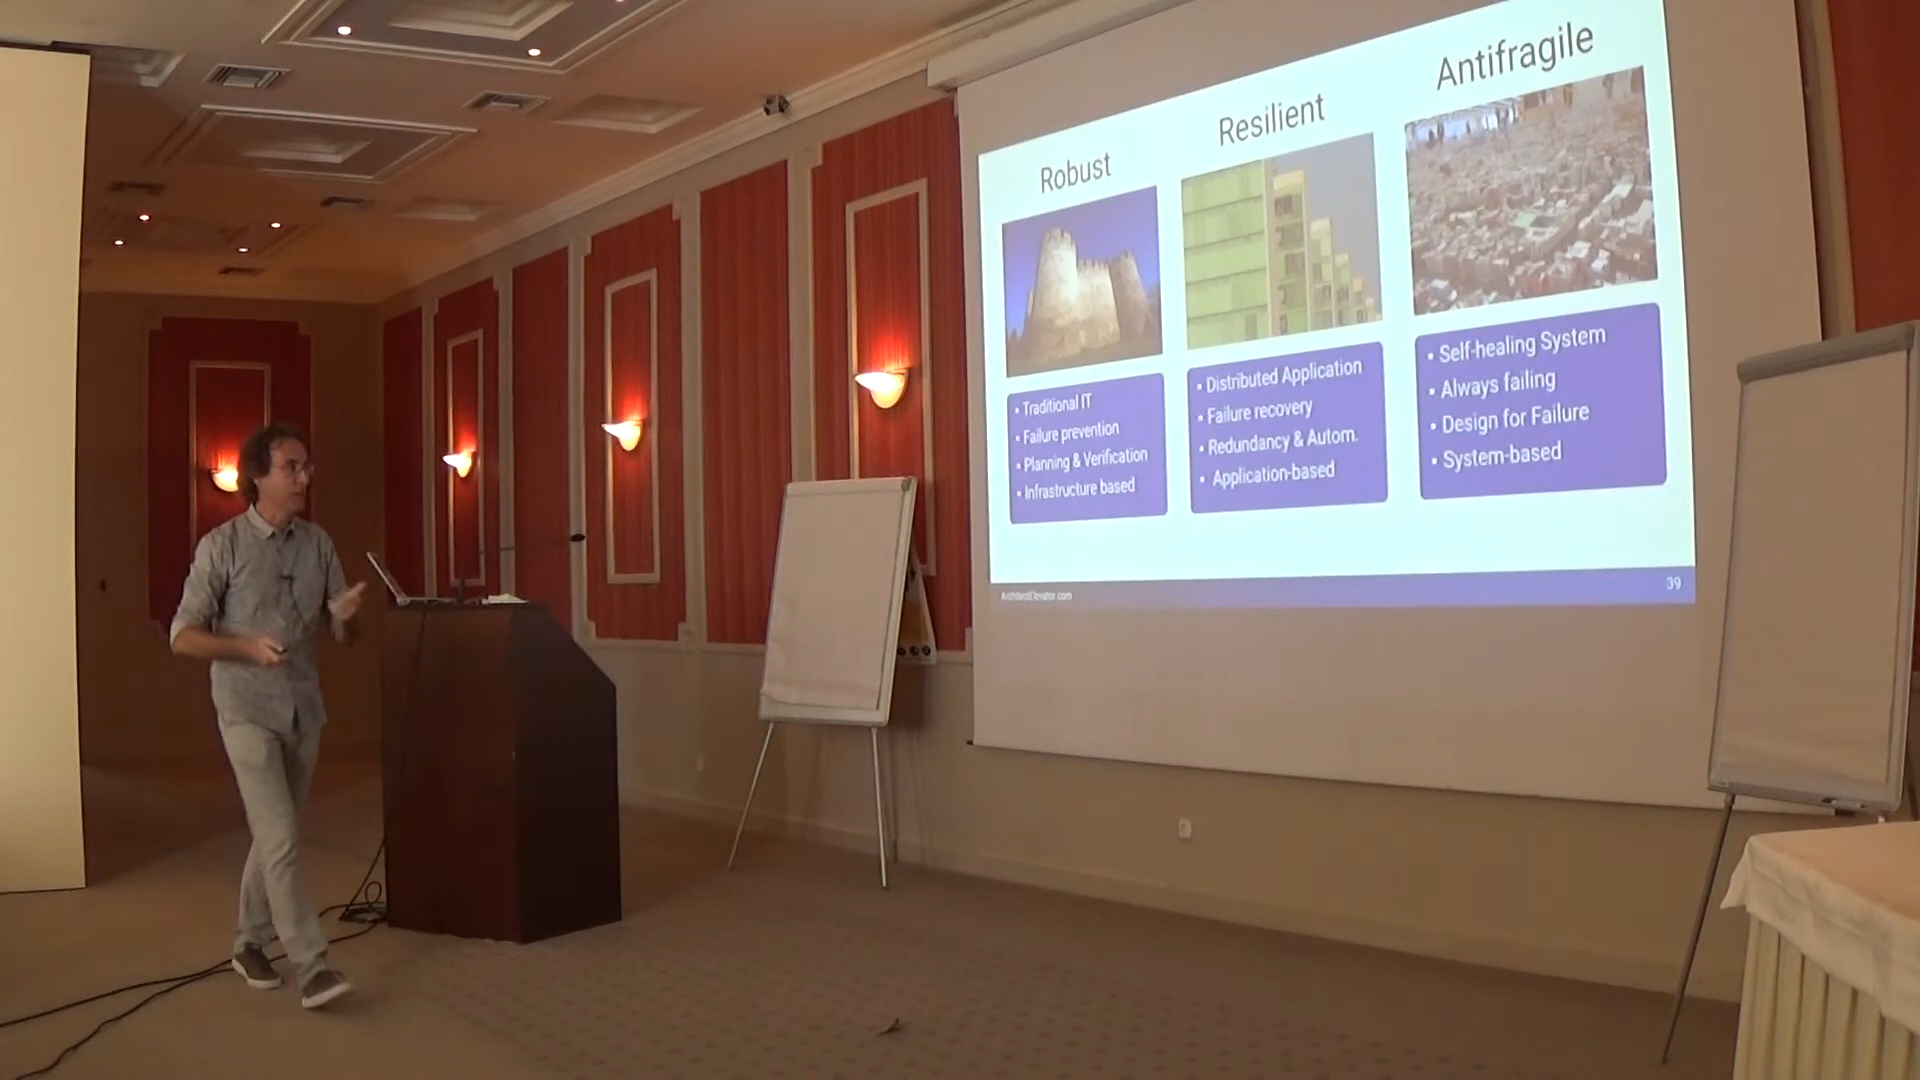 Robust
• Traditional IT
• Failure prevention
• Planning & Verification
• Infrastructure based
Resilient
• Distributed Application
• Failure recovery
• Redundancy & Autom.
• Application-based
Antifragile
• Self-healing System
• Always failing
• Design for Failure
• System-based
ArchitectElevator.com
39